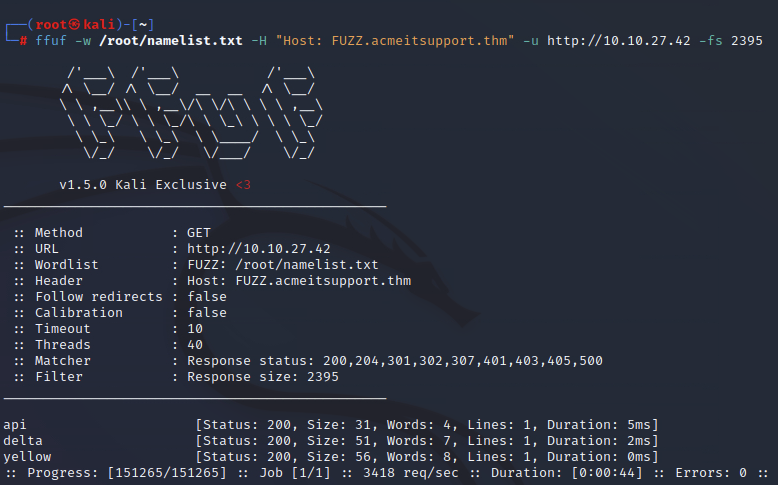 ┌──(root㉿kali)-[~]
└─# ffuf -w /root/namelist.txt -H "Host: FUZZ.acmeitsupport.thm" -u http://10.10.27.42 -fs 2395
v1.5.0 Kali Exclusive <3
:: Method : GET
:: URL : http://10.10.27.42
:: Wordlist : FUZZ: /root/namelist.txt
:: Header : Host: FUZZ.acmeitsupport.thm
:: Follow redirects : false
:: Calibration : false
:: Timeout : 10
:: Threads : 40
:: Matcher : Response status: 200,204,301,302,307,401,403,405,500
:: Filter : Response size: 2395
api [Status: 200, Size: 31, Words: 4, Lines: 1, Duration: 5ms]
delta [Status: 200, Size: 51, Words: 7, Lines: 1, Duration: 2ms]
yellow [Status: 200, Size: 56, Words: 8, Lines: 1, Duration: 0ms]
:: Progress: [151265/151265] :: Job [1/1] :: 3418 req/sec :: Duration: [0:00:44] :: Errors: 0 ::